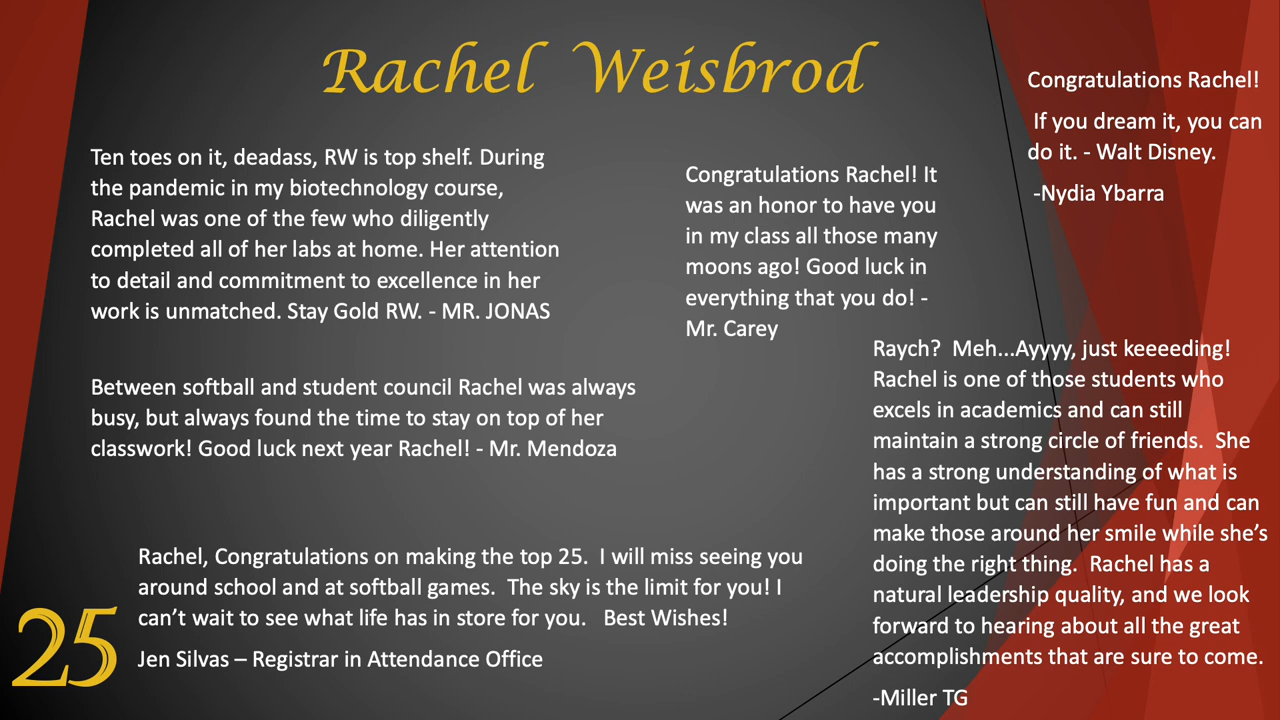 Rachel Weisbrod
Ten toes on it, deadass, RW is top shelf. During
the pandemic in my biotechnology course,
Rachel was one of the few who diligently
completed all of her labs at home. Her attention
to detail and commitment to excellence in her
work is unmatched. Stay Gold RW. - MR. JONAS
Between softball and student council Rachel was always
busy, but always found the time to stay on top of her
classwork! Good luck next year Rachel! - Mr. Mendoza
Rachel, Congratulations on making the top 25.  I will miss seeing you
around school and at softball games.  The sky is the limit for you! I
can’t wait to see what life has in store for you.   Best Wishes!
Jen Silvas – Registrar in Attendance Office
25
Congratulations Rachel! It
was an honor to have you
in my class all those many
moons ago! Good luck in
everything that you do! -
Mr. Carey
Congratulations Rachel!
If you dream it, you can
do it. - Walt Disney.
-Nydia Ybarra
Raych?  Meh...Ayyyy, just keeeeding!
Rachel is one of those students who
excels in academics and can still
maintain a strong circle of friends.  She
has a strong understanding of what is
important but can still have fun and can
make those around her smile while she’s
doing the right thing.  Rachel has a
natural leadership quality, and we look
forward to hearing about all the great
accomplishments that are sure to come.
-Miller TG